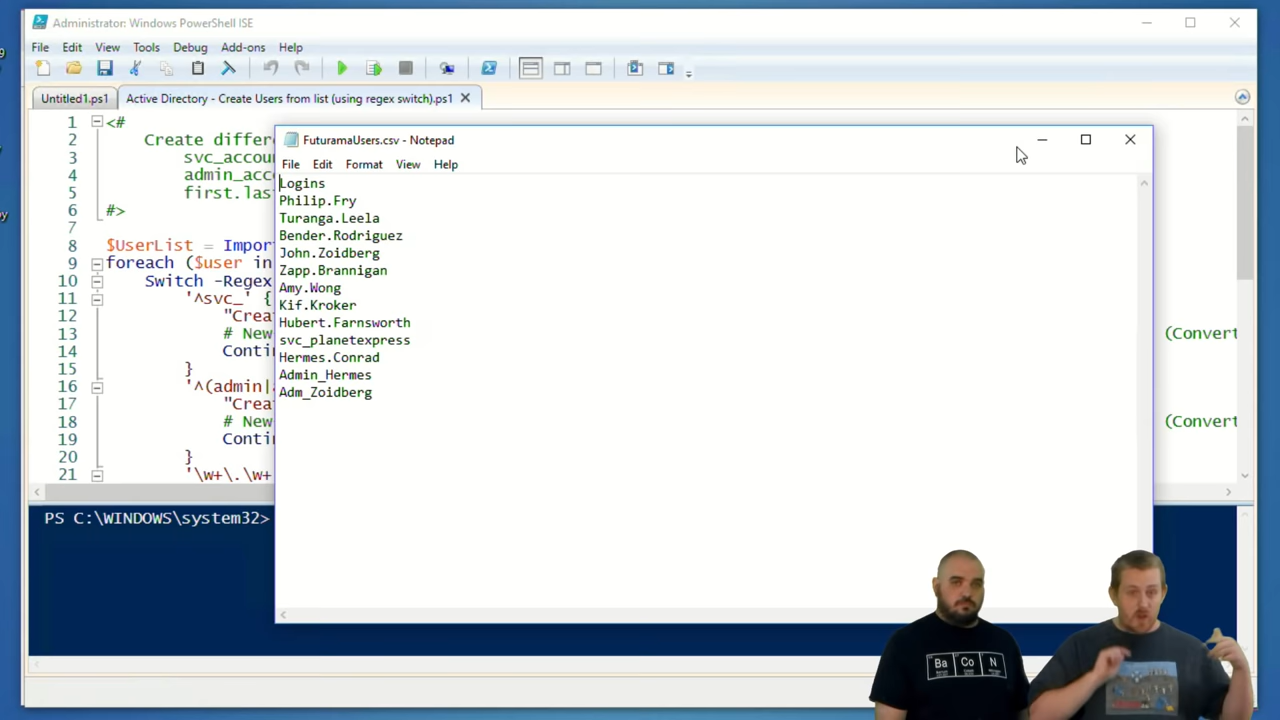 Administrator: Windows PowerShell ISE
File Edit View Tools Debug Add-ons Help
Untitled1.ps1 Active Directory - Create Users from list (using regex switch).ps1
1 <#
2 Create differ
3 svc_accou
4 admin_acc
5 first.las
6 #>
7
8 $UserList = Impor
9 foreach ($user in
10 Switch -Regex
11 '^svc_' {
12 "Crea
13 # New (Convert
14 Conti
15 }
16 '^(admin|a
17 "Crea
18 # New (Convert
19 Conti
20 }
21 '\w+\.\w+
FuturamaUsers.csv - Notepad
File Edit Format View Help
Logins
Philip.Fry
Turanga.Leela
Bender.Rodriguez
John.Zoidberg
Zapp.Brannigan
Amy.Wong
Kif.Kroker
Hubert.Farnsworth
svc_planetexpress
Hermes.Conrad
Admin_Hermes
Adm_Zoidberg
PS C:\WINDOWS\system32>
Ba Co N